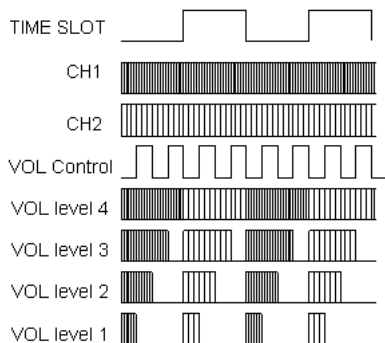 TIME SLOT
CH1
CH2
VOL Control
VOL level 4
VOL level 3
VOL level 2
VOL level 1